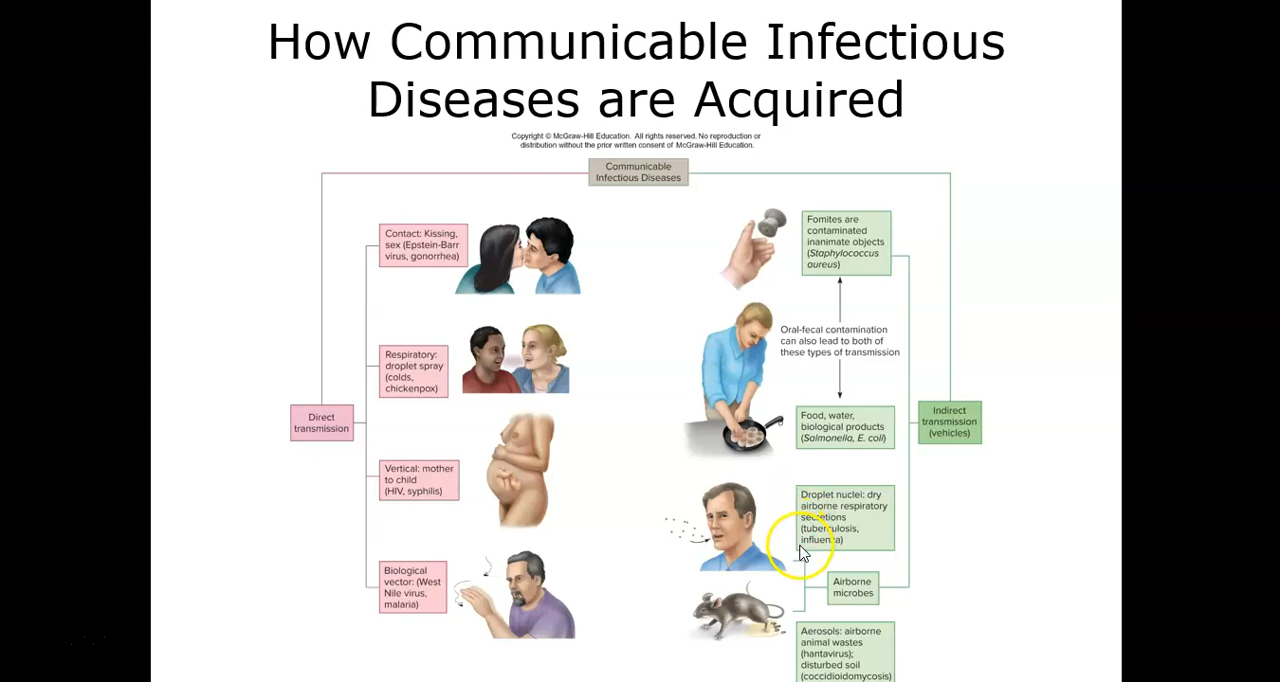 How Communicable Infectious
Diseases are Acquired
Copyright © McGraw-Hill Education. All rights reserved. No reproduction or
distribution without the prior written consent of McGraw-Hill Education.
Communicable
Infectious Diseases
Direct
transmission
Contact: Kissing,
sex (Epstein-Barr
virus, gonorrhea)
Respiratory:
droplet spray
(colds,
chickenpox)
Vertical: mother
to child
(HIV, syphilis)
Biological
vector: (West
Nile virus,
malaria)
Fomites are
contaminated
inanimate objects
(Staphylococcus
aureus)
Oral-fecal contamination
can also lead to both of
these types of transmission
Food, water,
biological products
(Salmonella, E. coli)
Indirect
transmission
(vehicles)
Droplet nuclei: dry
airborne respiratory
secretions
(tuberculosis,
influenza)
Airborne
microbes
Aerosols: airborne
animal wastes
(hantavirus);
disturbed soil
(coccidioidomycosis)